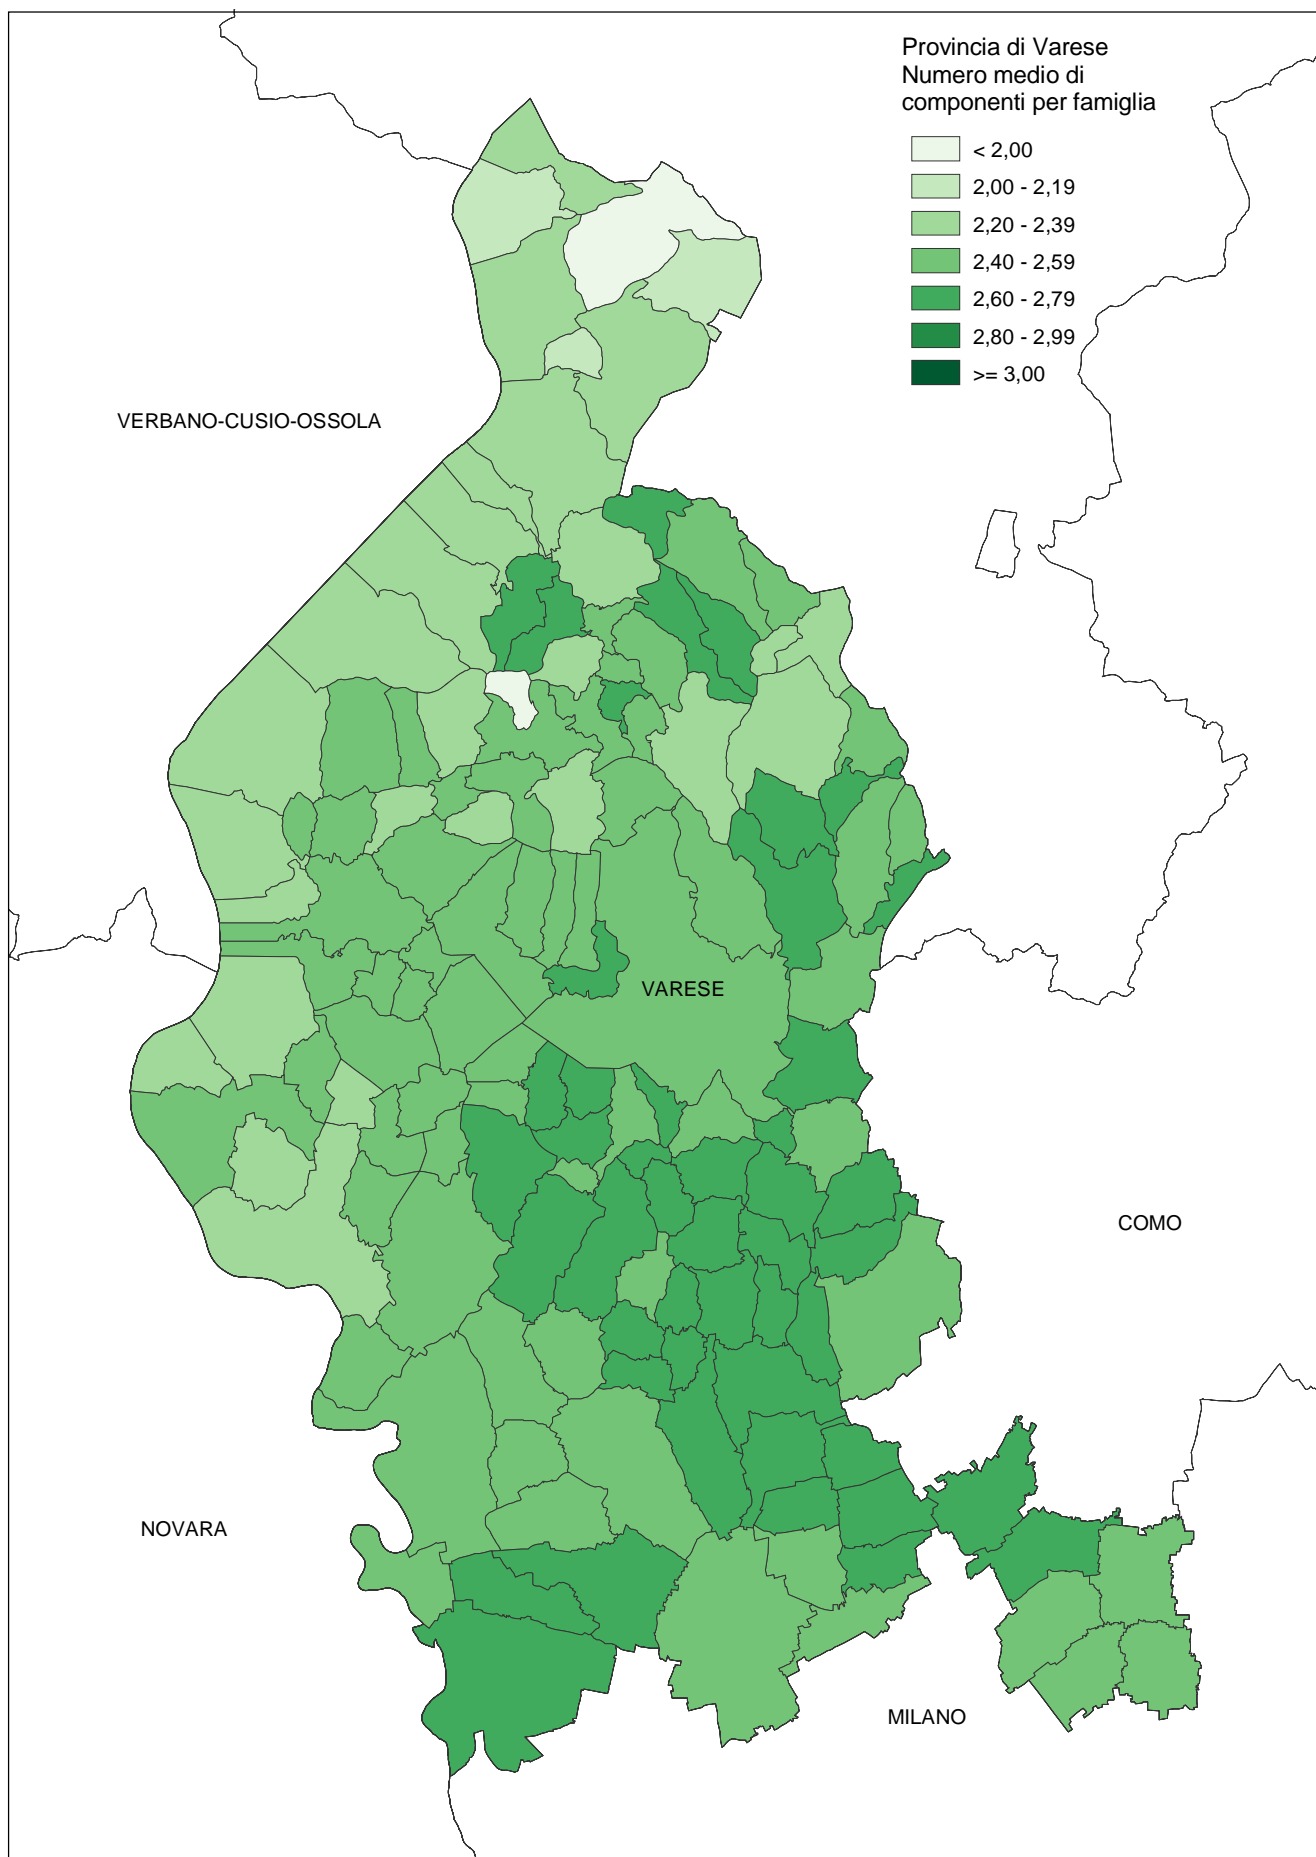 Provincia di Varese
Numero medio di
componenti per famiglia
< 2,00
2,00 - 2,19
2,20 - 2,39
2,40 - 2,59
2,60 - 2,79
2,80 - 2,99
>= 3,00
VERBANO-CUSIO-OSSOLA
VARESE
COMO
NOVARA
MILANO